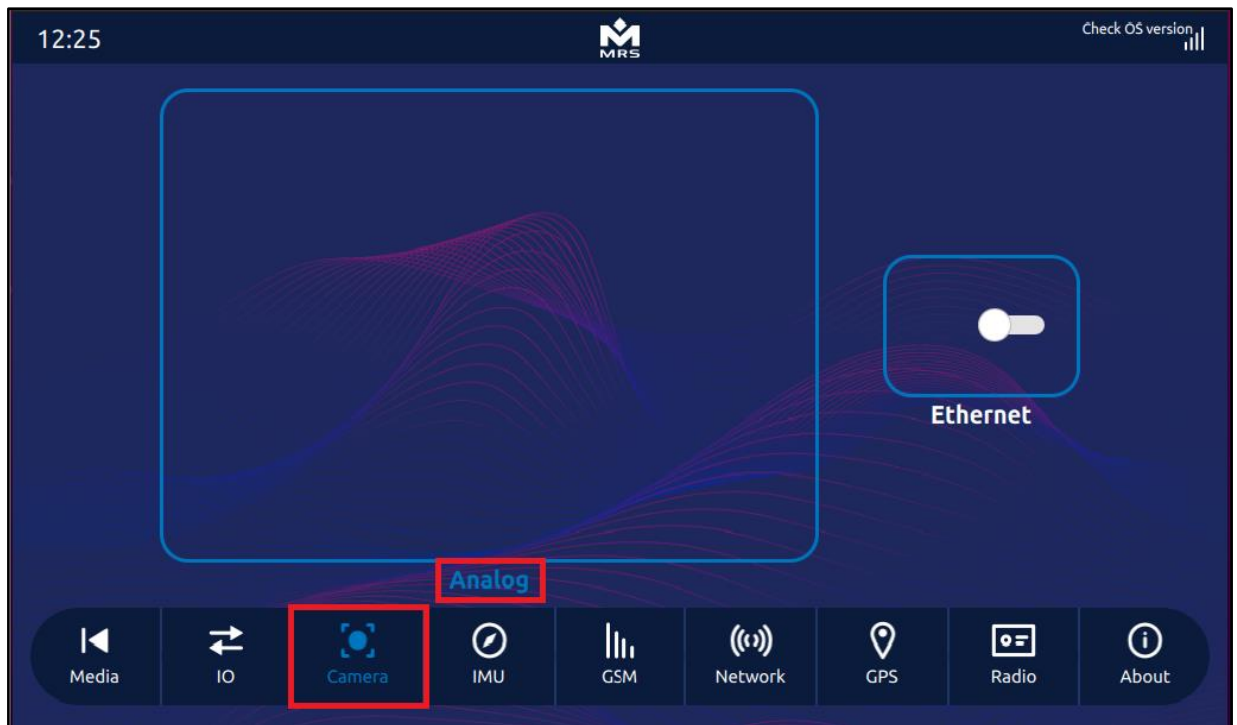 12:25
MRS
Check OS version
Ethernet
Analog
Media
IO
Camera
IMU
GSM
Network
GPS
Radio
About